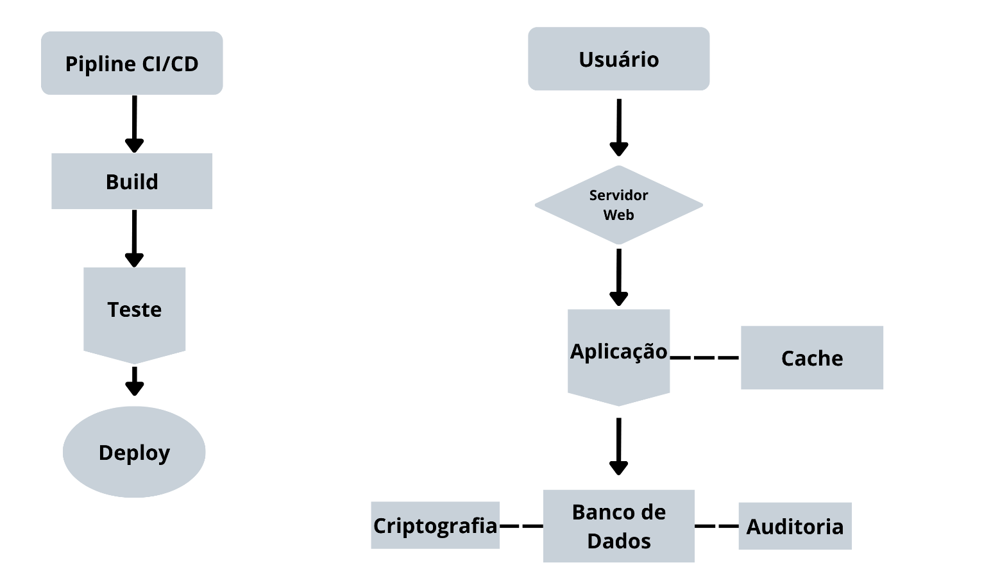 Pipline CI/CD
Build
Teste
Deploy
Usuário
Servidor
Web
Aplicação
Cache
Criptografia
Banco de
Dados
Auditoria